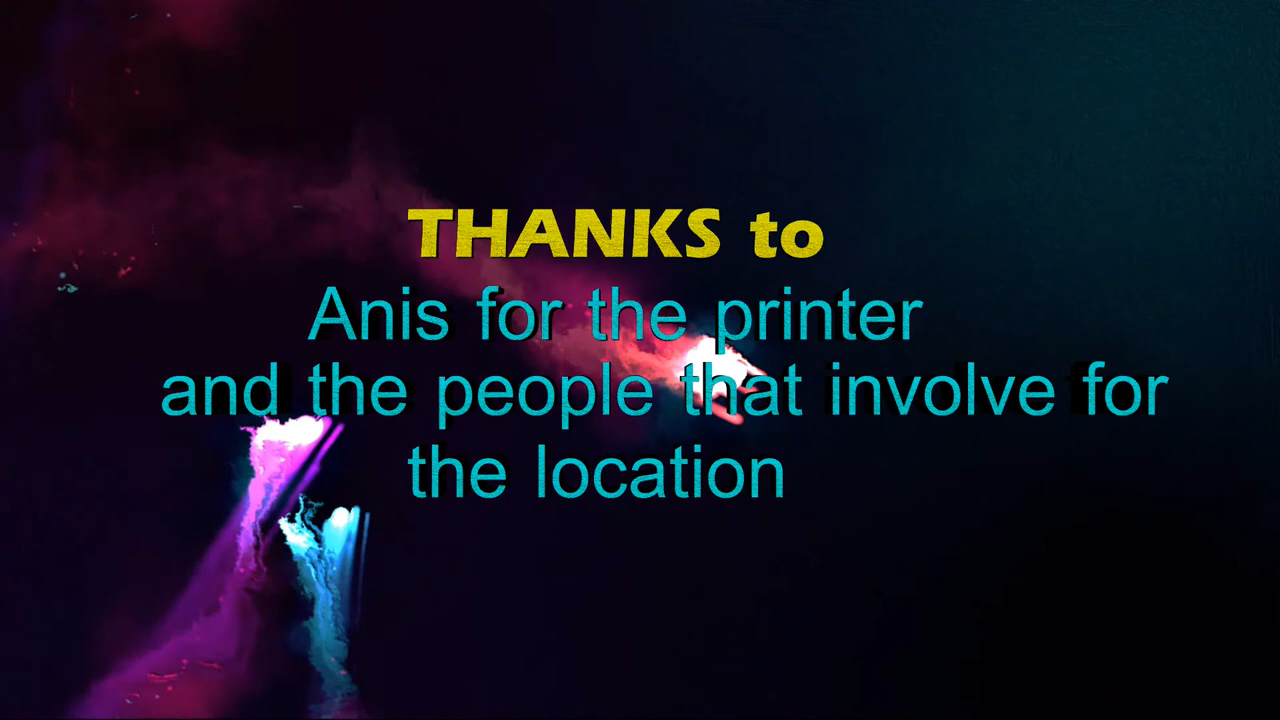 THANKS to
Anis for the printer
and the people that involve for
the location